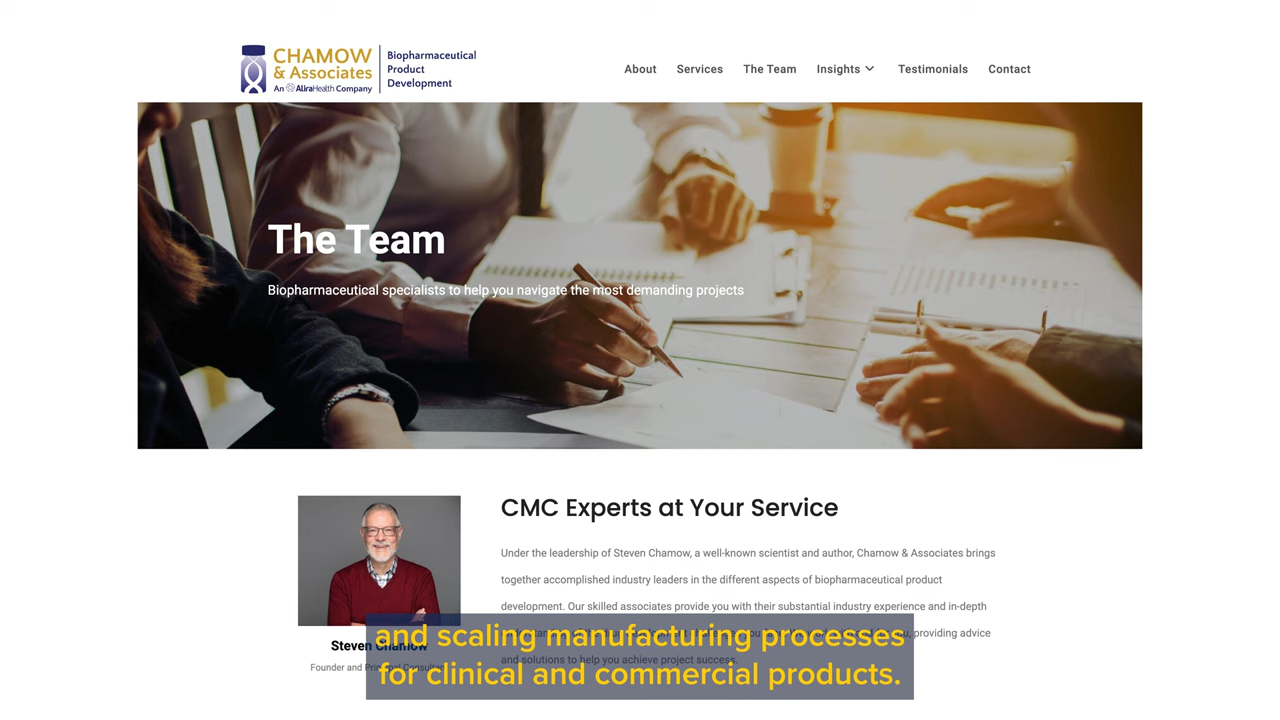 CHAMOW
& Associates
An AliraHealth Company
Biopharmaceutical
Product
Development
About Services The Team Insights Testimonials Contact
The Team
Biopharmaceutical specialists to help you navigate the most demanding projects
CMC Experts at Your Service
Under the leadership of Steven Chamow, a well-known scientist and author, Chamow & Associates brings
together accomplished industry leaders in the different aspects of biopharmaceutical product
development. Our skilled associates provide you with their substantial industry experience and in-depth
providing advice
and solutions to help you achieve project success.
Steven Chamow
Founder and Principal Consultant
and scaling manufacturing processes
for clinical and commercial products.